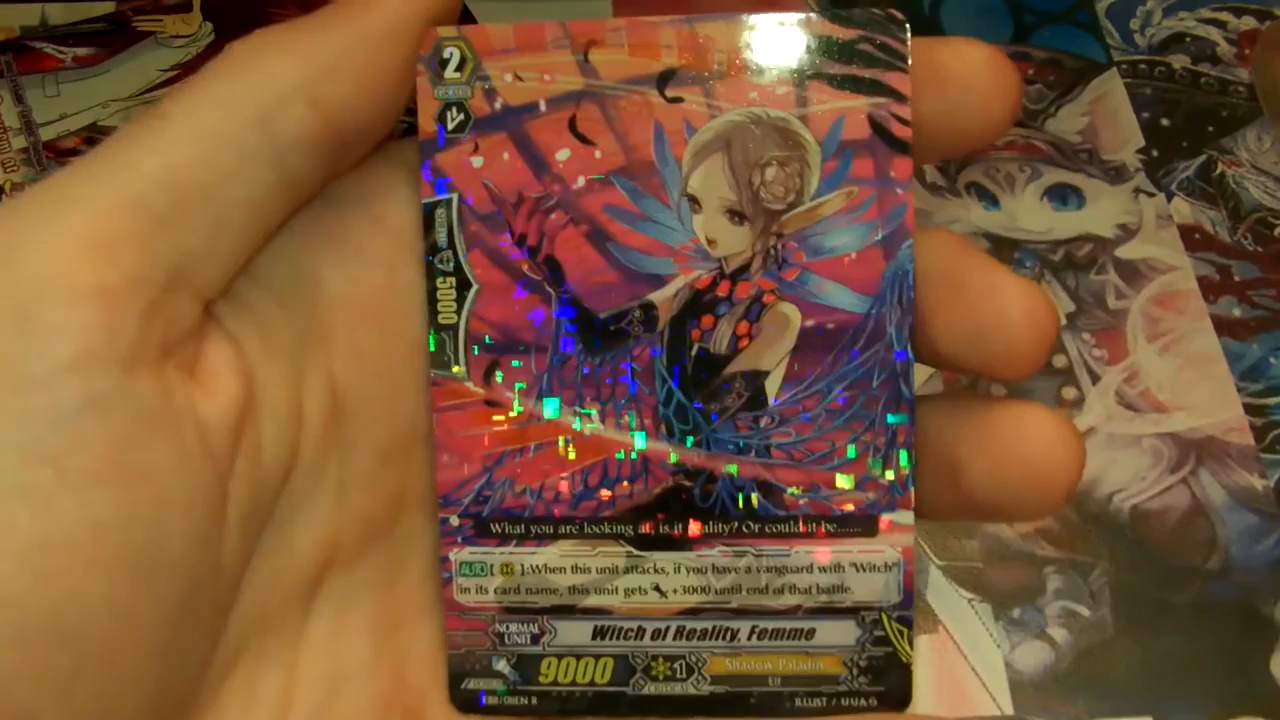 2
GRADE
5000
What you are looking at, is it reality? Or could it be......
AUTO [ RC ]:When this unit attacks, if you have a vanguard with "Witch"
in its card name, this unit gets +3000 until end of that battle.
NORMAL
UNIT
Witch of Reality, Femme
POWER 9000 1 CRITICAL
Shadow Paladin
Elf